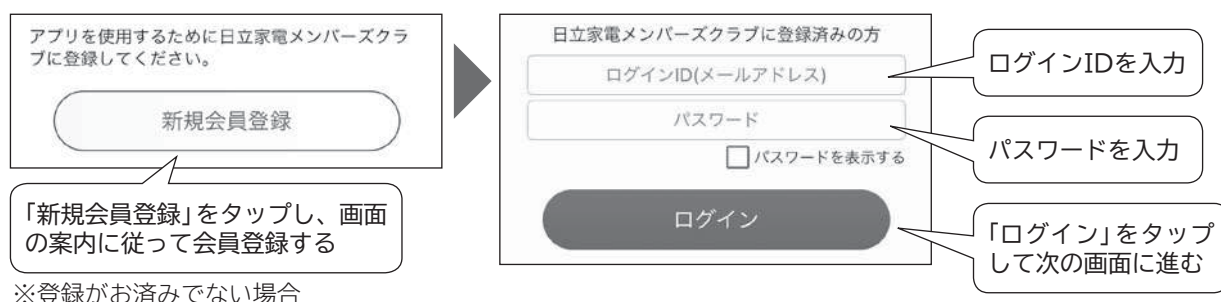 アプリを使用するために日立家電メンバーズクラ
ブに登録してください。
新規会員登録
「新規会員登録」をタップし、画面
の案内に従って会員登録する
※登録がお済みでない場合
日立家電メンバーズクラブに登録済みの方
ログインID(メールアドレス)
パスワード
パスワードを表示する
ログイン
ログインIDを入力
パスワードを入力
「ログイン」をタップ
して次の画面に進む